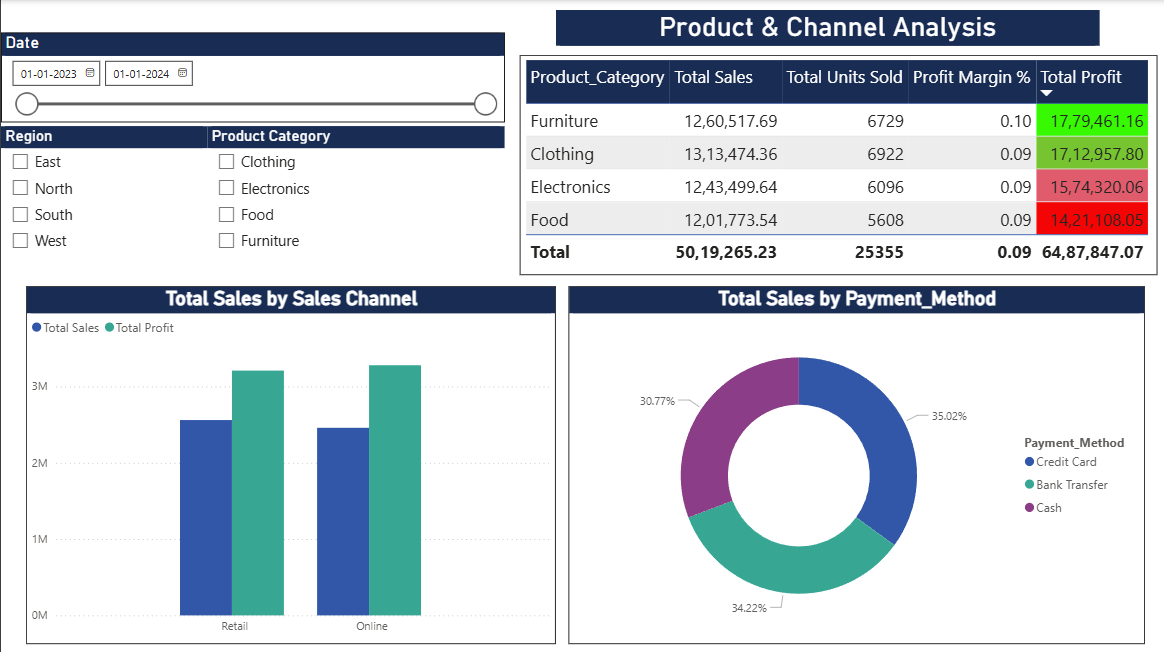 Product & Channel Analysis
Date
01-01-2023 01-01-2024
Region Product Category
East Clothing
North Electronics
South Food
West Furniture
Product_Category Total Sales Total Units Sold Profit Margin % Total Profit
Furniture 12,60,517.69 6729 0.10 17,79,461.16
Clothing 13,13,474.36 6922 0.09 17,12,957.80
Electronics 12,43,499.64 6096 0.09 15,74,320.06
Food 12,01,773.54 5608 0.09 14,21,108.05
Total 50,19,265.23 25355 0.09 64,87,847.07
Total Sales by Sales Channel
Total Sales Total Profit
3M
2M
1M
0M
Retail Online
Total Sales by Payment_Method
30.77%
35.02%
34.22%
Payment_Method
Credit Card
Bank Transfer
Cash